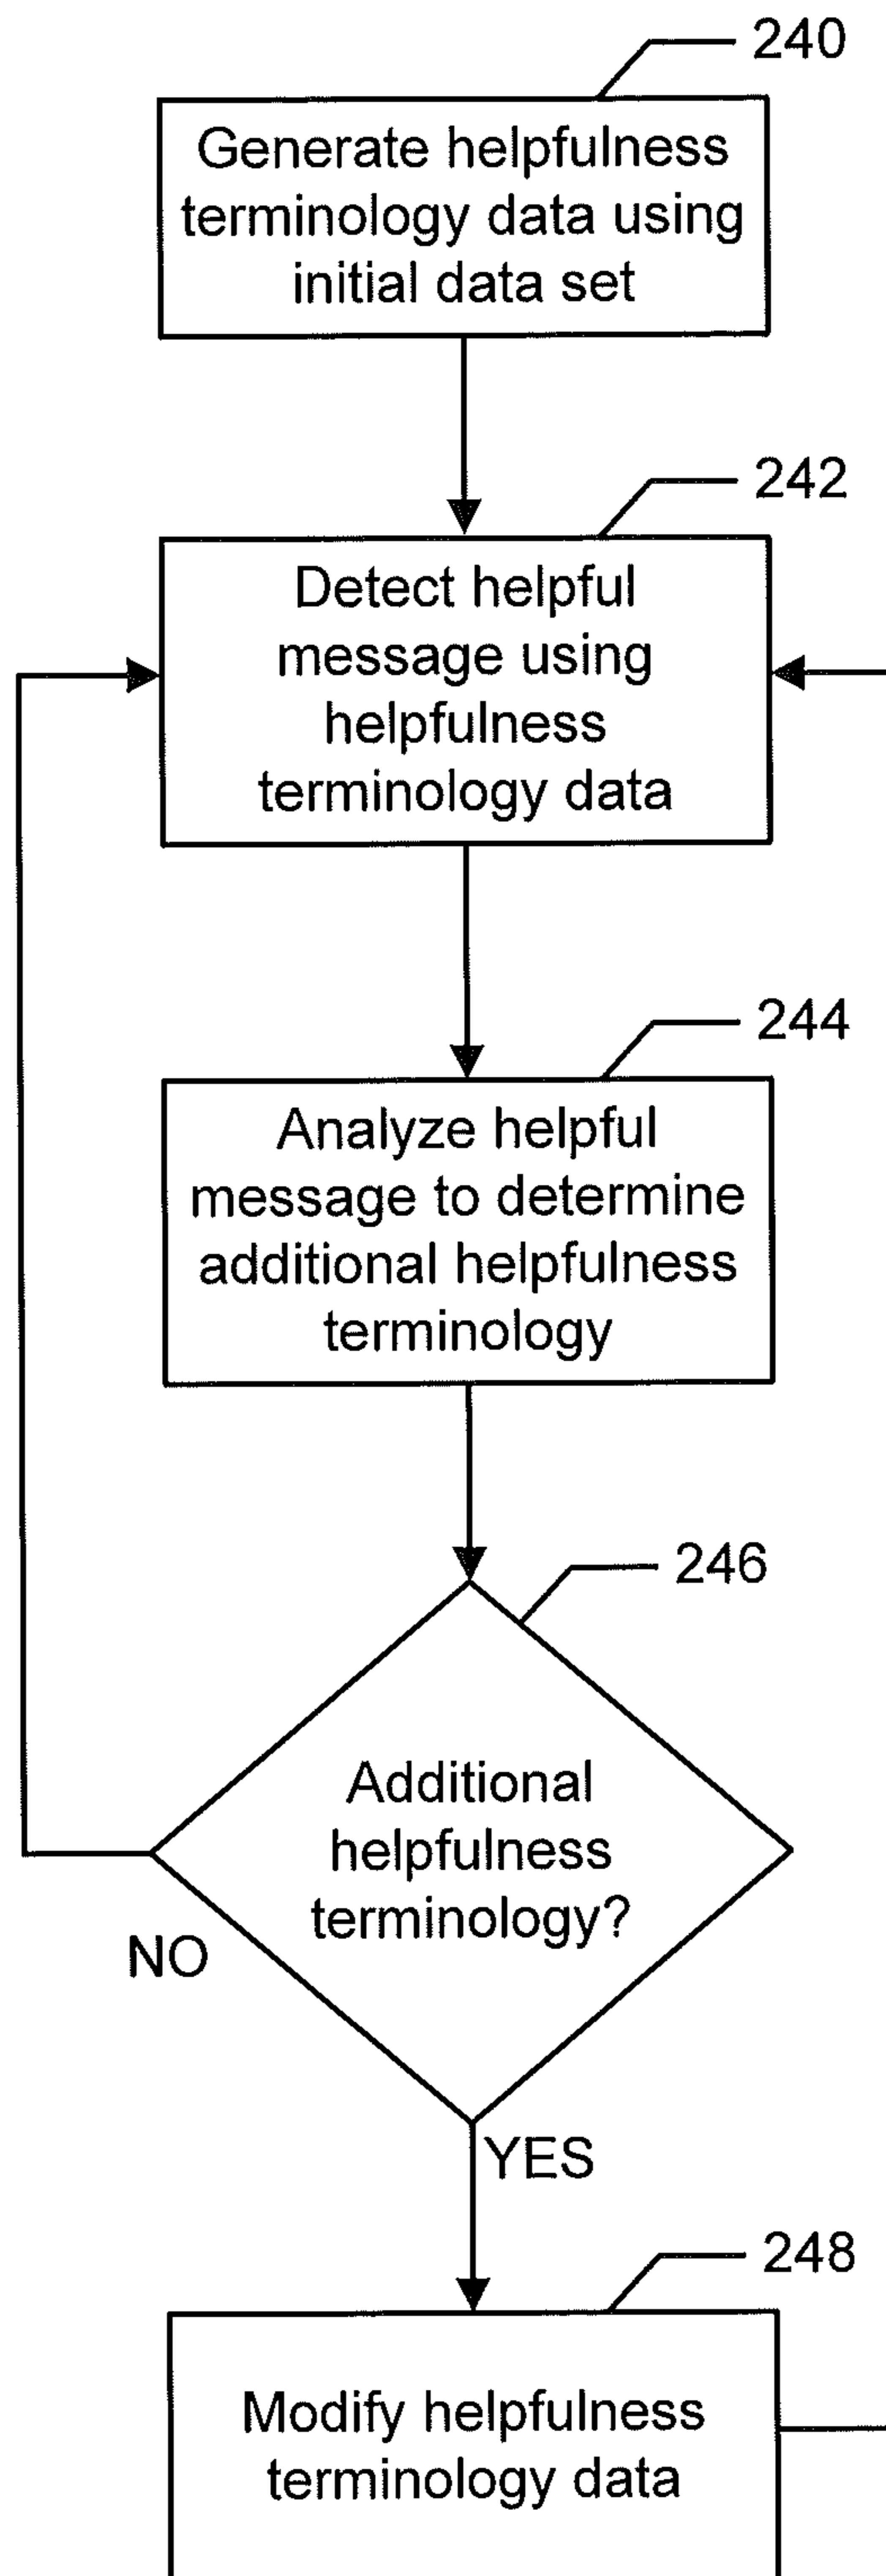 240
Generate helpfulness
terminology data using
initial data set
242
Detect helpful
message using
helpfulness
terminology data
244
Analyze helpful
message to determine
additional helpfulness
terminology
246
Additional
helpfulness
terminology?
NO
YES
248
Modify helpfulness
terminology data